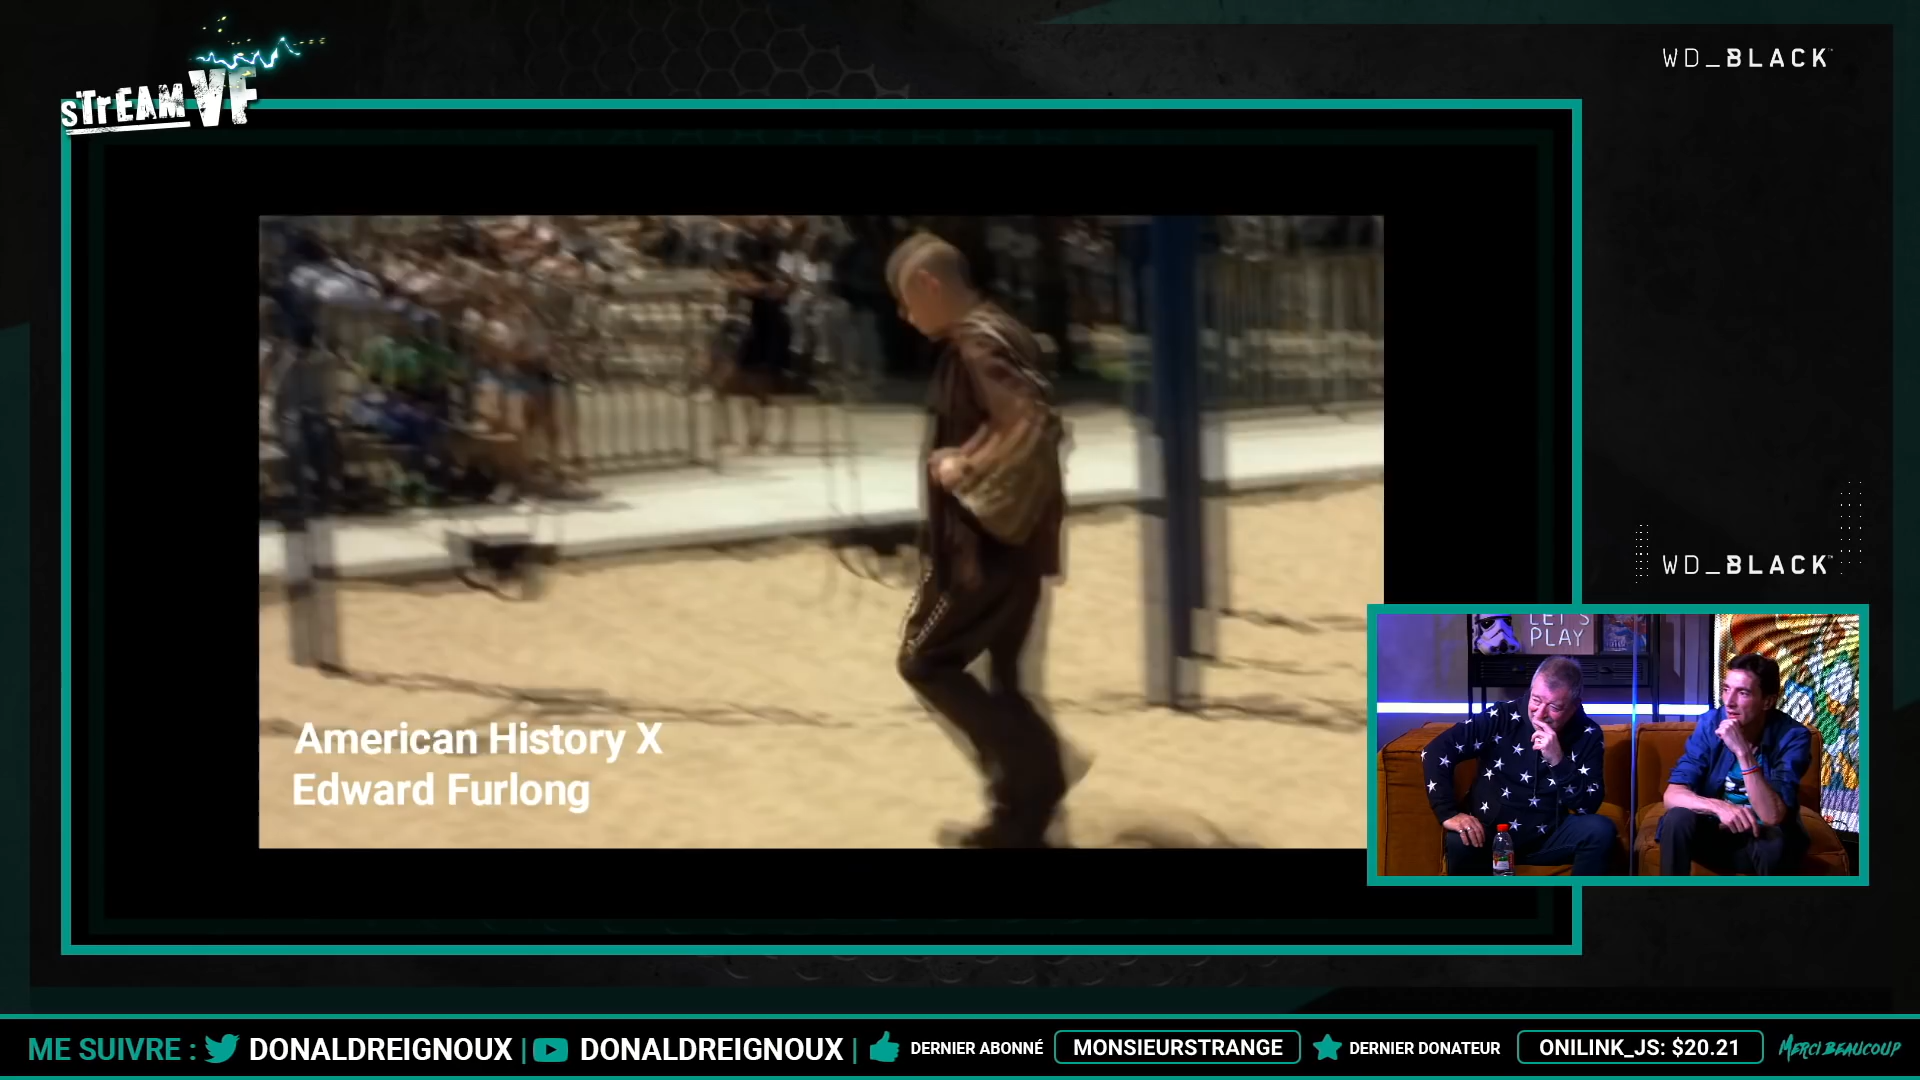 STrEAM VF
WD_BLACK
American History X
Edward Furlong
WD_BLACK
LET'S
PLAY
ME SUIVRE : DONALDREIGNOUX | DONALDREIGNOUX | DERNIER ABONNÉ MONSIEURSTRANGE DERNIER DONATEUR ONILINK_JS: $20.21 MERCI BEAUCOUP